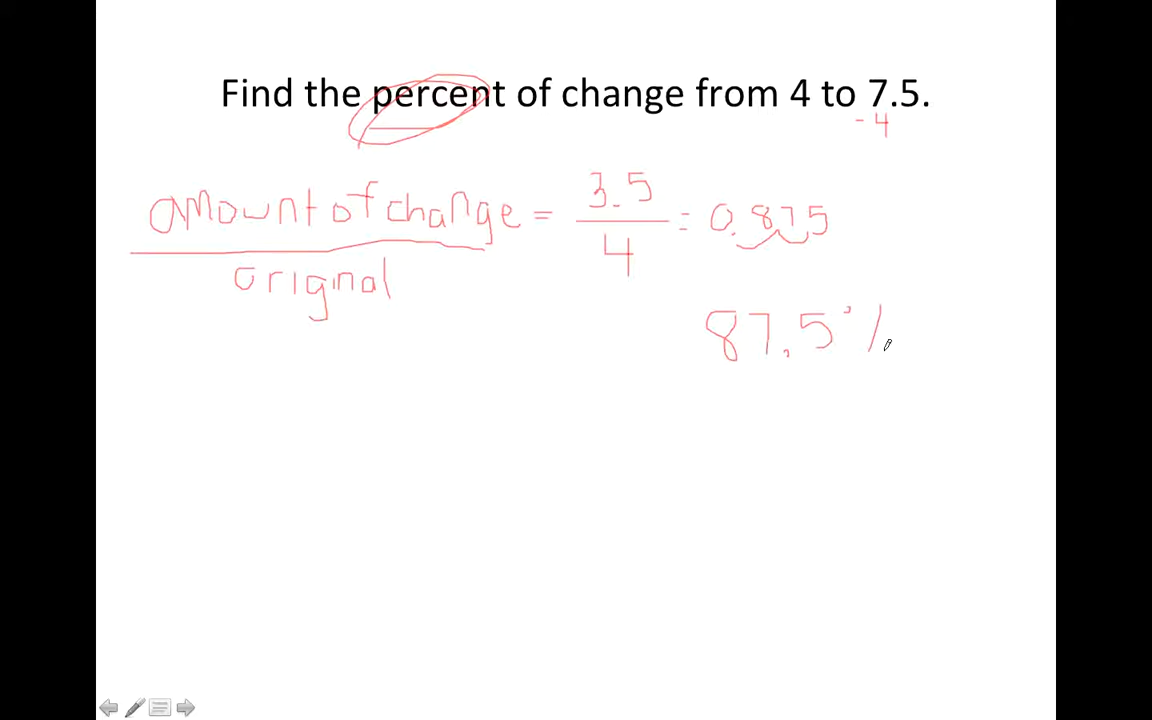 Find the percent of change from 4 to 7.5.
- 4
amount of change = 3.5 = 0.875
original 4
87.5 %